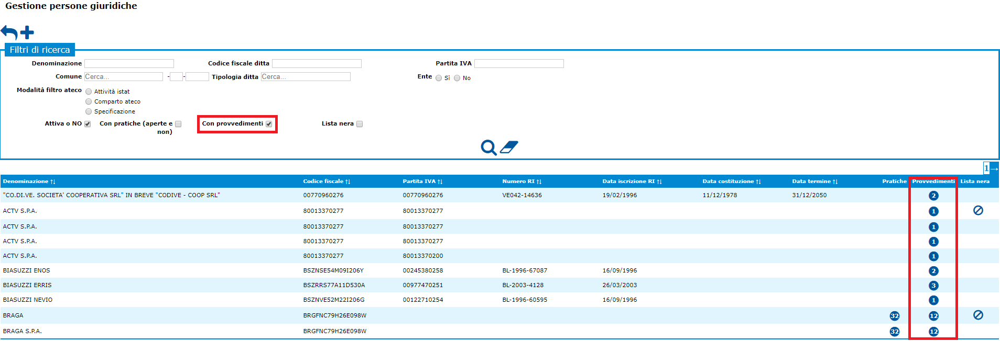 Gestione persone giuridiche
Filtri di ricerca
Denominazione Codice fiscale ditta Partita IVA
Comune Cerca... - - Tipologia ditta Cerca... Ente Sì No
Modalità filtro ateco Attività istat
Comparto ateco
Specificazione
Attiva o NO Con pratiche (aperte e non) Con provvedimenti Lista nera
1→
Denominazione ↑↓ Codice fiscale ↑↓ Partita IVA ↑↓ Numero RI ↑↓ Data iscrizione RI ↑↓ Data costituzione ↑↓ Data termine ↑↓ Pratiche Provvedimenti Lista nera
"CO.DI.VE. SOCIETA' COOPERATIVA SRL" IN BREVE "CODIVE - COOP SRL" 00770960276 00770960276 VE042-14636 19/02/1996 11/12/1978 31/12/2050 2
ACTV S.P.A. 80013370277 80013370277 1
ACTV S.P.A. 80013370277 80013370277 1
ACTV S.P.A. 80013370277 80013370277 1
ACTV S.P.A. 80013370277 80013370200 1
BIASUZZI ENOS BSZNSE54M09I206Y 00245380258 BL-1996-67087 16/09/1996 2
BIASUZZI ERRIS BSZRRS77A11D530A 00977470251 BL-2003-4128 26/03/2003 3
BIASUZZI NEVIO BSZNVE52M22I206G 00122710254 BL-1996-60595 16/09/1996 1
BRAGA BRGFNC79H26E098W 32 12
BRAGA S.P.A. BRGFNC79H26E098W 32 12